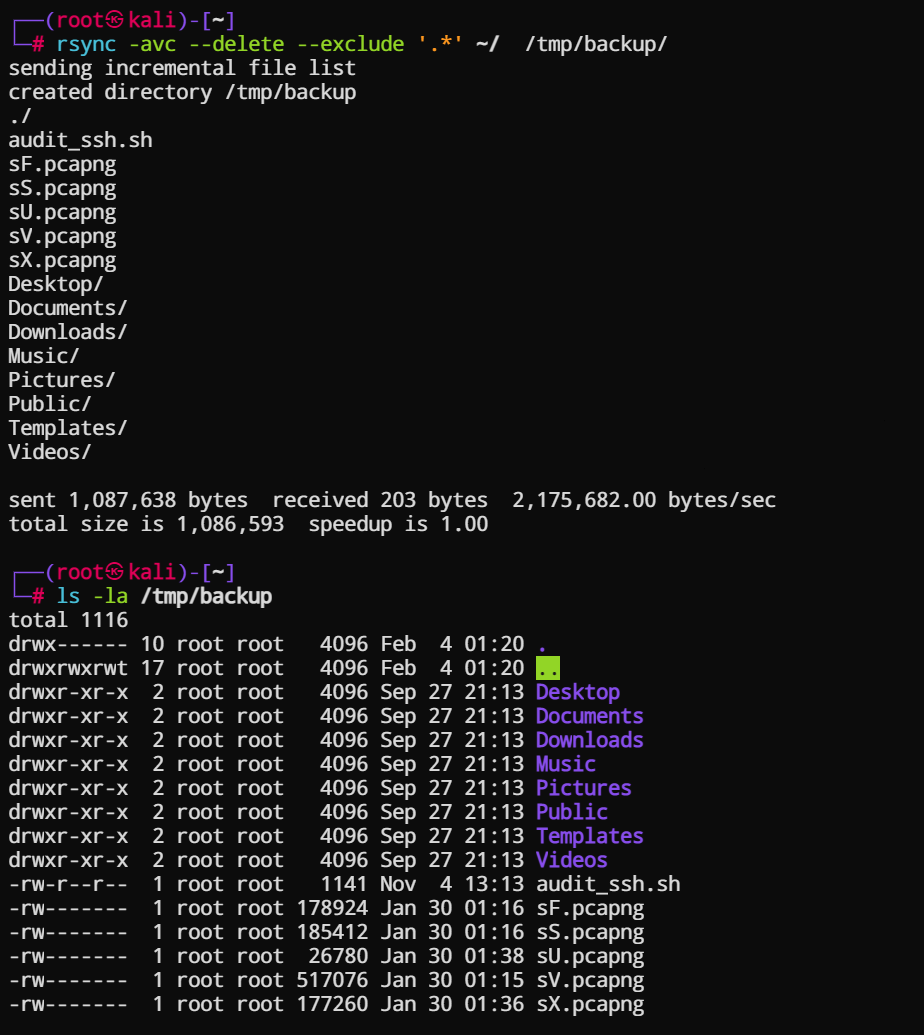 ┌──(root㉿kali)-[~]
└─# rsync -avc --delete --exclude '.*' ~/  /tmp/backup/
sending incremental file list
created directory /tmp/backup
./
audit_ssh.sh
sF.pcapng
sS.pcapng
sU.pcapng
sV.pcapng
sX.pcapng
Desktop/
Documents/
Downloads/
Music/
Pictures/
Public/
Templates/
Videos/

sent 1,087,638 bytes  received 203 bytes  2,175,682.00 bytes/sec
total size is 1,086,593  speedup is 1.00

┌──(root㉿kali)-[~]
└─# ls -la /tmp/backup
total 1116
drwx------ 10 root root   4096 Feb  4 01:20 .
drwxrwxrwt 17 root root   4096 Feb  4 01:20 ..
drwxr-xr-x  2 root root   4096 Sep 27 21:13 Desktop
drwxr-xr-x  2 root root   4096 Sep 27 21:13 Documents
drwxr-xr-x  2 root root   4096 Sep 27 21:13 Downloads
drwxr-xr-x  2 root root   4096 Sep 27 21:13 Music
drwxr-xr-x  2 root root   4096 Sep 27 21:13 Pictures
drwxr-xr-x  2 root root   4096 Sep 27 21:13 Public
drwxr-xr-x  2 root root   4096 Sep 27 21:13 Templates
drwxr-xr-x  2 root root   4096 Sep 27 21:13 Videos
-rw-r--r--  1 root root   1141 Nov  4 13:13 audit_ssh.sh
-rw-------  1 root root 178924 Jan 30 01:16 sF.pcapng
-rw-------  1 root root 185412 Jan 30 01:16 sS.pcapng
-rw-------  1 root root  26780 Jan 30 01:38 sU.pcapng
-rw-------  1 root root 517076 Jan 30 01:15 sV.pcapng
-rw-------  1 root root 177260 Jan 30 01:36 sX.pcapng